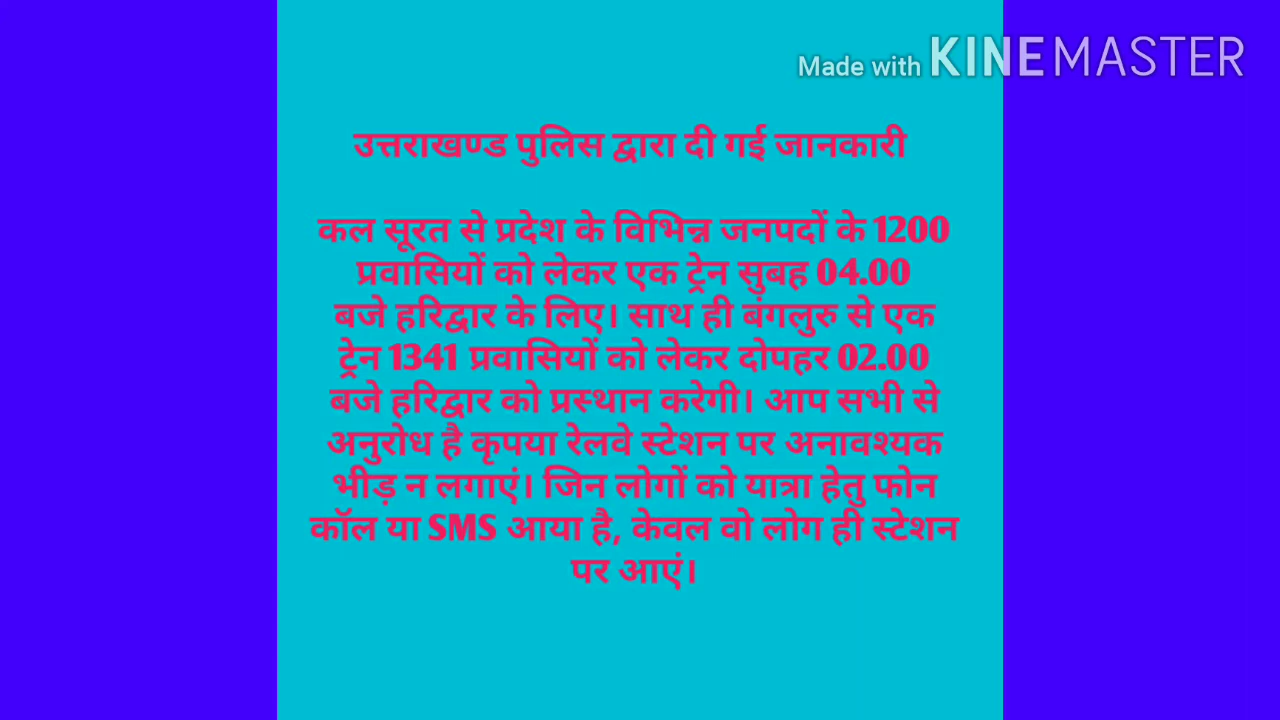 Made with KINEMASTER
उत्तराखण्ड पुलिस द्वारा दी गई जानकारी
कल सूरत से प्रदेश के विभिन्न जनपदों के 1200
प्रवासियों को लेकर एक ट्रेन सुबह 04.00
बजे हरिद्वार के लिए। साथ ही बंगलुरु से एक
ट्रेन 1341 प्रवासियों को लेकर दोपहर 02.00
बजे हरिद्वार को प्रस्थान करेगी। आप सभी से
अनुरोध है कृपया रेलवे स्टेशन पर अनावश्यक
भीड़ न लगाएं। जिन लोगों को यात्रा हेतु फोन
कॉल या SMS आया है, केवल वो लोग ही स्टेशन
पर आएं।